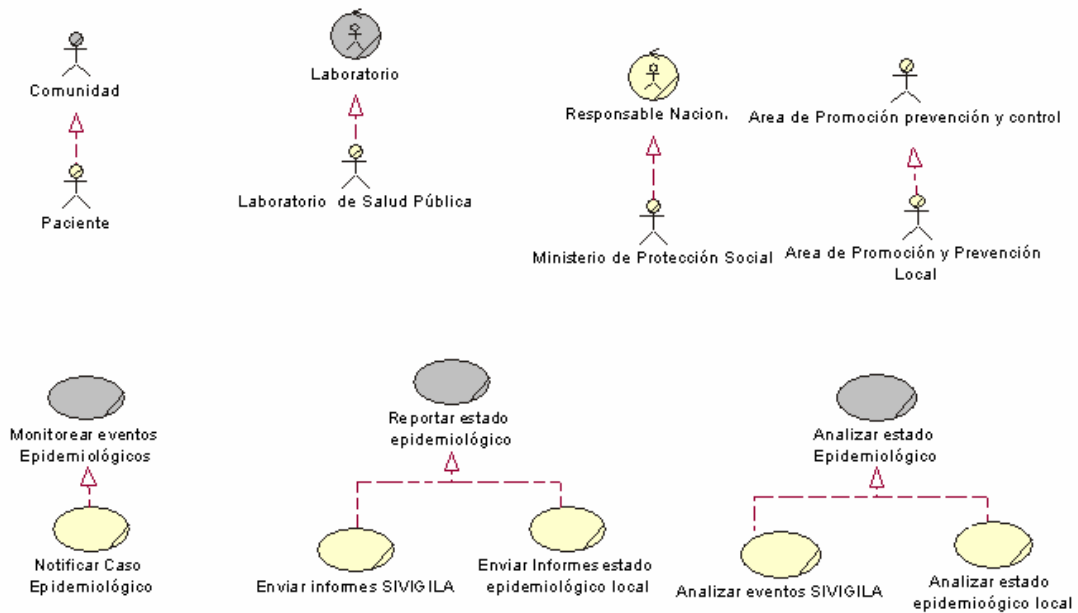 Comunidad
Paciente
Laboratorio
Laboratorio de Salud Pública
Responsable Nacion.
Ministerio de Protección Social
Area de Promoción prevención y control
Area de Promoción y Prevención
Local
Monitorear eventos
Epidemiológicos
Notificar Caso
Epidemiológico
Reportar estado
epidemiológico
Enviar informes SIVIGILA
Enviar Informes estado
epidemiológico local
Analizar estado
Epidemiológico
Analizar eventos SIVIGILA
Analizar estado
epidemioógico local